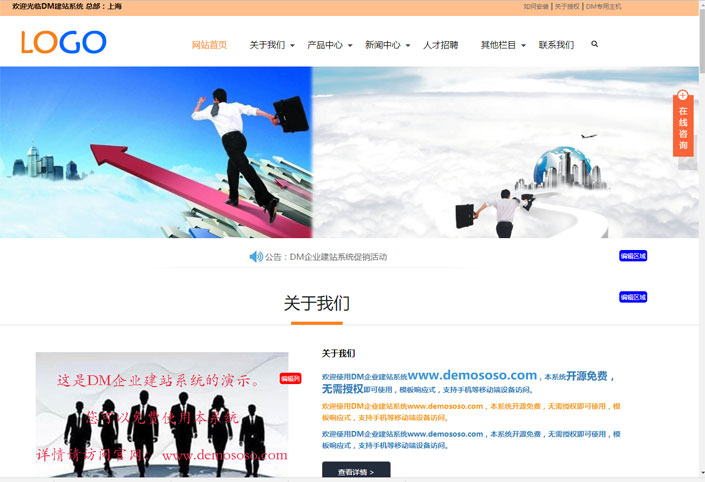 欢迎光临DM建站系统 总部：上海
如何安装 | 关于授权 | DM专用主机
LOGO
网站首页 关于我们 产品中心 新闻中心 人才招聘 其他栏目 联系我们
在线咨询
公告：DM企业建站系统促销活动
编辑区域
关于我们
编辑区域
这是DM企业建站系统的演示。
您可以免费使用本系统
详情请访问官网： www.demososo.com
编辑列
关于我们
欢迎使用DM企业建站系统www.demososo.com，本系统开源免费，
无需授权即可使用，模板响应式，支持手机等移动端设备访问。
欢迎使用DM企业建站系统www.demososo.com，本系统开源免费，无需授权即可使用，模
板响应式，支持手机等移动端设备访问。
欢迎使用DM企业建站系统www.demososo.com，本系统开源免费，无需授权即可使用，模
板响应式，支持手机等移动端设备访问。
查看详情 >